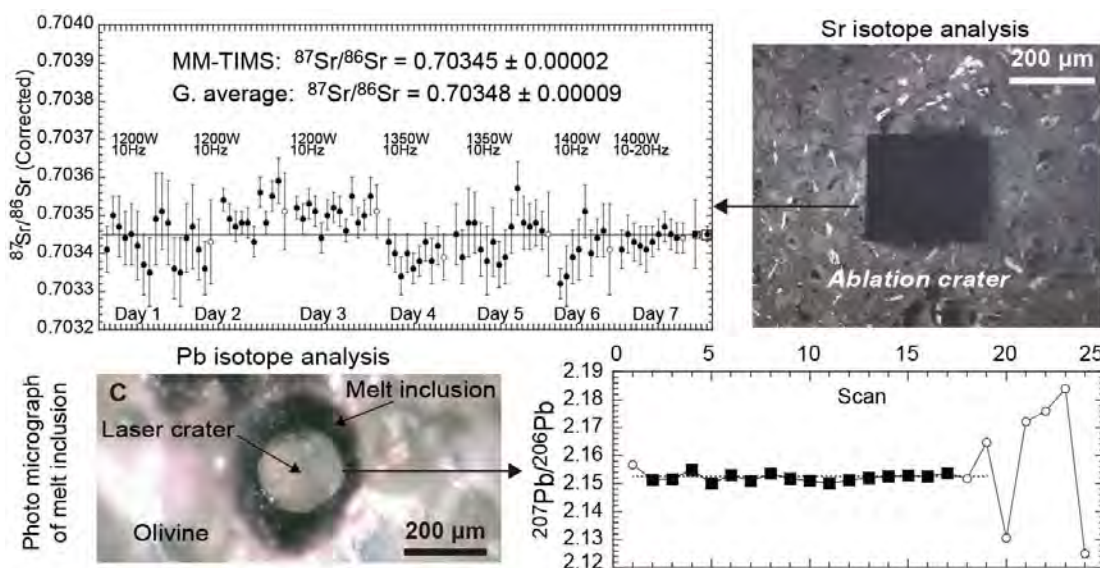 0.7040
0.7039
0.7038
0.7037
0.7036
0.7035
0.7034
0.7033
0.7032
⁸⁷Sr/⁸⁶Sr (Corrected)
MM-TIMS: ⁸⁷Sr/⁸⁶Sr = 0.70345 ± 0.00002
G. average: ⁸⁷Sr/⁸⁶Sr = 0.70348 ± 0.00009
1200W
10Hz
1200W
10Hz
1200W
10Hz
1350W
10Hz
1350W
10Hz
1400W
10Hz
1400W
10-20Hz
Day 1
Day 2
Day 3
Day 4
Day 5
Day 6
Day 7
Sr isotope analysis
200 µm
Ablation crater
Pb isotope analysis
Photo micrograph
of melt inclusion
C
Melt inclusion
Laser crater
Olivine
200 µm
0 5 10 15 20 25
Scan
2.19
2.18
2.17
2.16
2.15
2.14
2.13
2.12
207Pb/206Pb